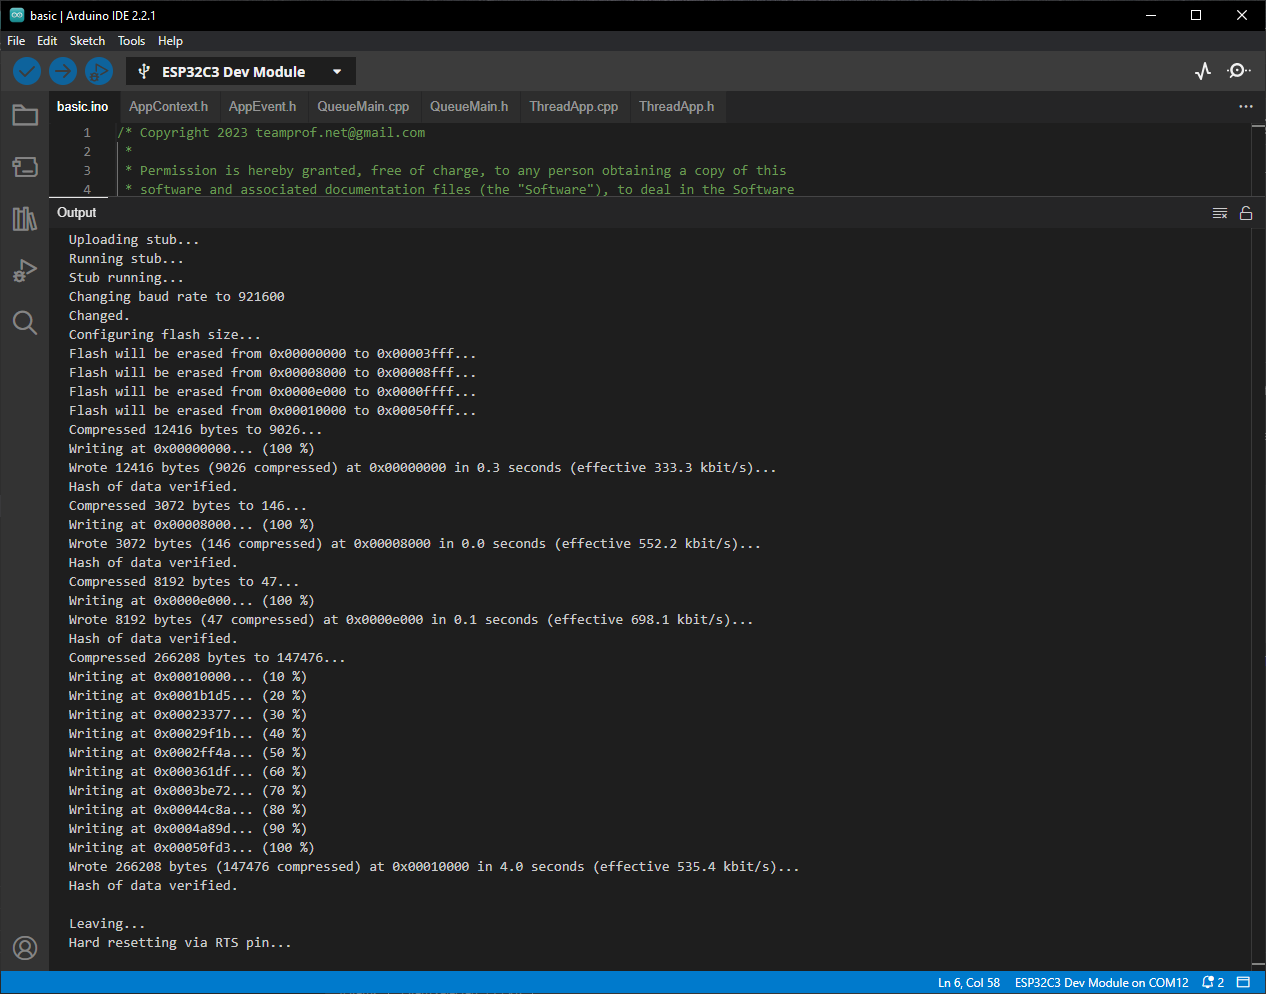 basic | Arduino IDE 2.2.1
File Edit Sketch Tools Help
ESP32C3 Dev Module
basic.ino AppContext.h AppEvent.h QueueMain.cpp QueueMain.h ThreadApp.cpp ThreadApp.h
1 /* Copyright 2023 teamprof.net@gmail.com
2 *
3 * Permission is hereby granted, free of charge, to any person obtaining a copy of this
4 * software and associated documentation files (the "Software"), to deal in the Software
Output
Uploading stub...
Running stub...
Stub running...
Changing baud rate to 921600
Changed.
Configuring flash size...
Flash will be erased from 0x00000000 to 0x00003fff...
Flash will be erased from 0x00008000 to 0x00008fff...
Flash will be erased from 0x0000e000 to 0x0000ffff...
Flash will be erased from 0x00010000 to 0x00050fff...
Compressed 12416 bytes to 9026...
Writing at 0x00000000... (100 %)
Wrote 12416 bytes (9026 compressed) at 0x00000000 in 0.3 seconds (effective 333.3 kbit/s)...
Hash of data verified.
Compressed 3072 bytes to 146...
Writing at 0x00008000... (100 %)
Wrote 3072 bytes (146 compressed) at 0x00008000 in 0.0 seconds (effective 552.2 kbit/s)...
Hash of data verified.
Compressed 8192 bytes to 47...
Writing at 0x0000e000... (100 %)
Wrote 8192 bytes (47 compressed) at 0x0000e000 in 0.1 seconds (effective 698.1 kbit/s)...
Hash of data verified.
Compressed 266208 bytes to 147476...
Writing at 0x00010000... (10 %)
Writing at 0x0001b1d5... (20 %)
Writing at 0x00023377... (30 %)
Writing at 0x00029f1b... (40 %)
Writing at 0x0002ff4a... (50 %)
Writing at 0x000361df... (60 %)
Writing at 0x0003be72... (70 %)
Writing at 0x00044c8a... (80 %)
Writing at 0x0004a89d... (90 %)
Writing at 0x00050fd3... (100 %)
Wrote 266208 bytes (147476 compressed) at 0x00010000 in 4.0 seconds (effective 535.4 kbit/s)...
Hash of data verified.
Leaving...
Hard resetting via RTS pin...
Ln 6, Col 58 ESP32C3 Dev Module on COM12 2